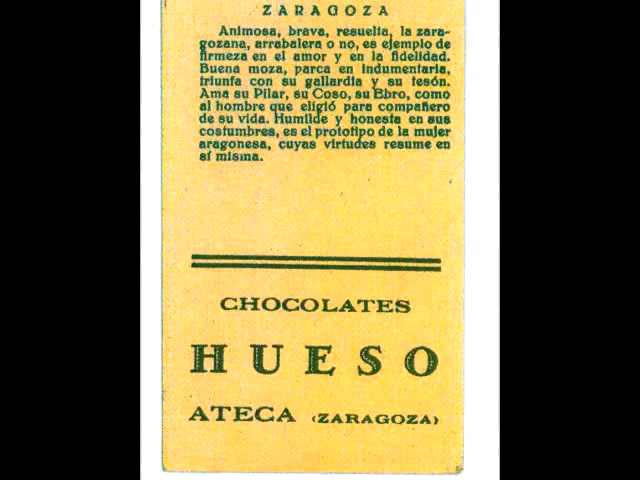 ZARAGOZA
Animosa, brava, resuelta, la zara-
gozana, arrabalera o no, es ejemplo de
firmeza en el amor y en la fidelidad.
Buena moza, parca en indumentaria,
triunfa con su gallardia y su tesón.
Ama su Pilar, su Coso, su Ebro, como
al hombre que eligió para compañero
de su vida. Humilde y honesta en sus
costumbres, es el prototipo de la mujer
aragonesa, cuyas virtudes resume en
sí misma.
CHOCOLATES
HUESO
ATECA (ZARAGOZA)